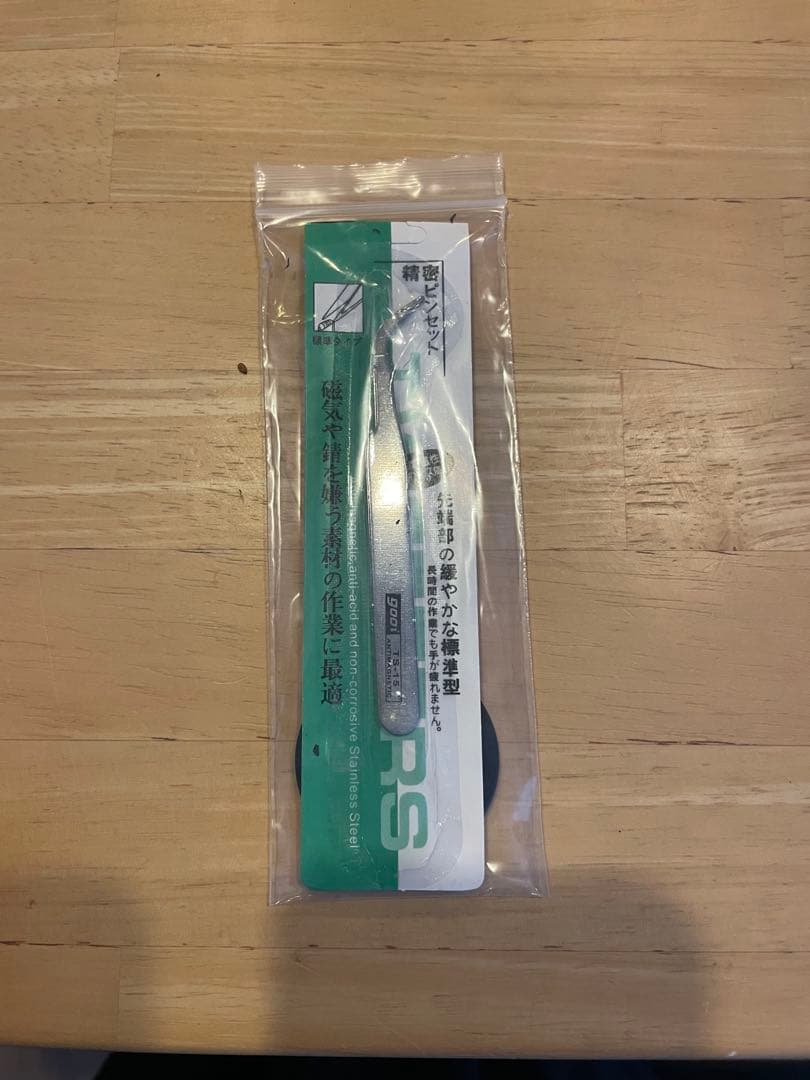 精密ピンセット
標準タイプ
磁気や錆を嫌う素材の作業に最適
anti-acid and non-corrosive Stainless Steel
先端部の緩やかな標準型
長時間の作業でも手が疲れません。
goot
TS-15
ANTIMAGNETIC
RS